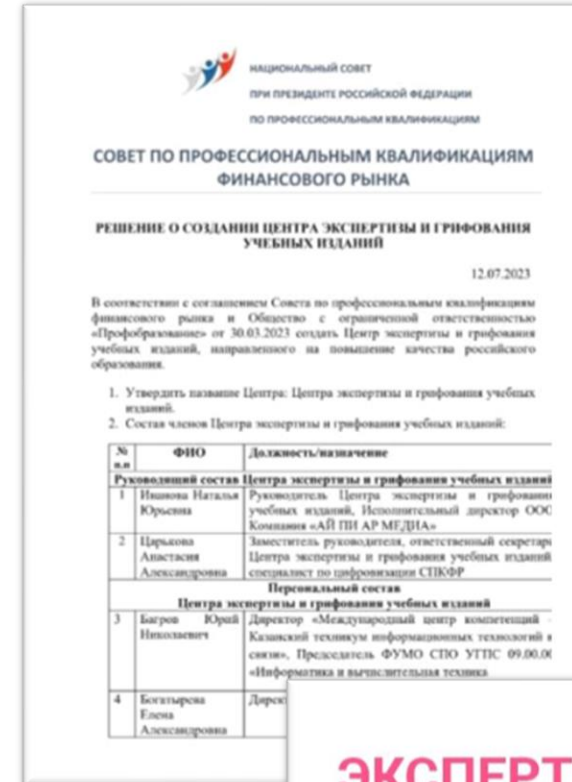 НАЦИОНАЛЬНЫЙ СОВЕТ
ПРИ ПРЕЗИДЕНТЕ РОССИЙСКОЙ ФЕДЕРАЦИИ
ПО ПРОФЕССИОНАЛЬНЫМ КВАЛИФИКАЦИЯМ
СОВЕТ ПО ПРОФЕССИОНАЛЬНЫМ КВАЛИФИКАЦИЯМ
ФИНАНСОВОГО РЫНКА
РЕШЕНИЕ О СОЗДАНИИ ЦЕНТРА ЭКСПЕРТИЗЫ И ГРИФОВАНИЯ
УЧЕБНЫХ ИЗДАНИЙ
12.07.2023
В соответствии с соглашением Совета по профессиональным квалификациям
финансового рынка и Общество с ограниченной ответственностью
«Профобразование» от 30.03.2023 создать Центр экспертизы и грифования
учебных изданий, направленного на повышение качества российского
образования.
1. Утвердить название Центра: Центра экспертизы и грифования учебных
изданий.
2. Состав членов Центра экспертизы и грифования учебных изданий:
№ ФИО Должность/назначение
п.п
Руководящий состав Центра экспертизы и грифования учебных изданий
1 Иванова Наталья Руководитель Центра экспертизы и грифования
Юрьевна учебных изданий, Исполнительный директор ООО
Компания «АЙ ПИ АР МЕДИА»
2 Царькова Заместитель руководителя, ответственный секретарь
Анастасия Центра экспертизы и грифования учебных изданий
Александровна специалист по цифровизации СПКФР
Персональный состав
Центра экспертизы и грифования учебных изданий
3 Багров Юрий Директор «Международный центр компетенций -
Николаевич Казанский техникум информационных технологий и
связи», Председатель ФУМО СПО УГПС 09.00.00
«Информатика и вычислительная техника
4 Богатырева Дирек
Елена
Александровна
ЭКСПЕРТ